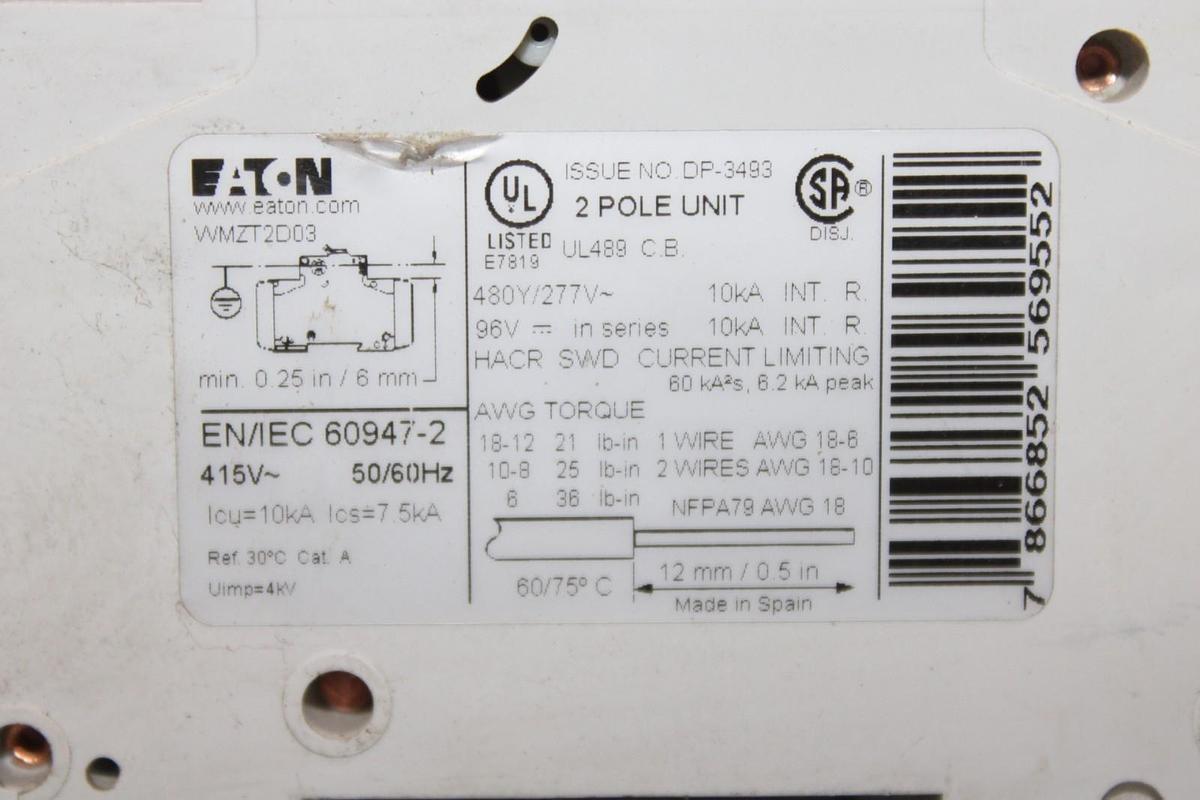 EATON
www.eaton.com
WMZT2D03
min. 0.25 in / 6 mm
EN/IEC 60947-2
415V~ 50/60Hz
Icu=10kA Ics=7.5kA
Ref. 30°C Cat. A
Uimp=4kV
UL
LISTED
E7819
ISSUE NO. DP-3493
2 POLE UNIT
UL489 C.B.
SA ®
DISJ.
480Y/277V~ 10kA INT. R.
96V ⎓ in series 10kA INT. R.
HACR SWD CURRENT LIMITING
60 kA²s, 6.2 kA peak
AWG TORQUE
18-12 21 lb-in 1 WIRE AWG 18-6
10-8 25 lb-in 2 WIRES AWG 18-10
6 36 lb-in NFPA79 AWG 18
60/75° C
12 mm / 0.5 in
Made in Spain
7 866852 569552